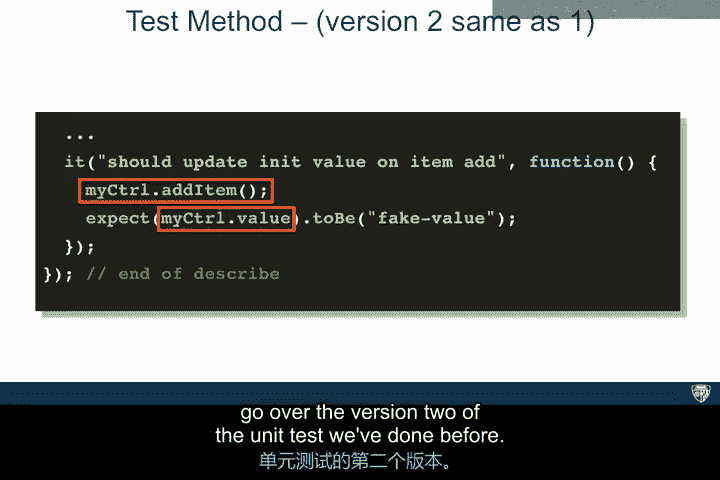 Test Method – (version 2 same as 1)
...
it("should update init value on item add", function() {
myCtrl.addItem();
expect(myCtrl.value).toBe("fake-value");
});
}); // end of describe
go over the version two of
the unit test we've done before.
单元测试的第二个版本。